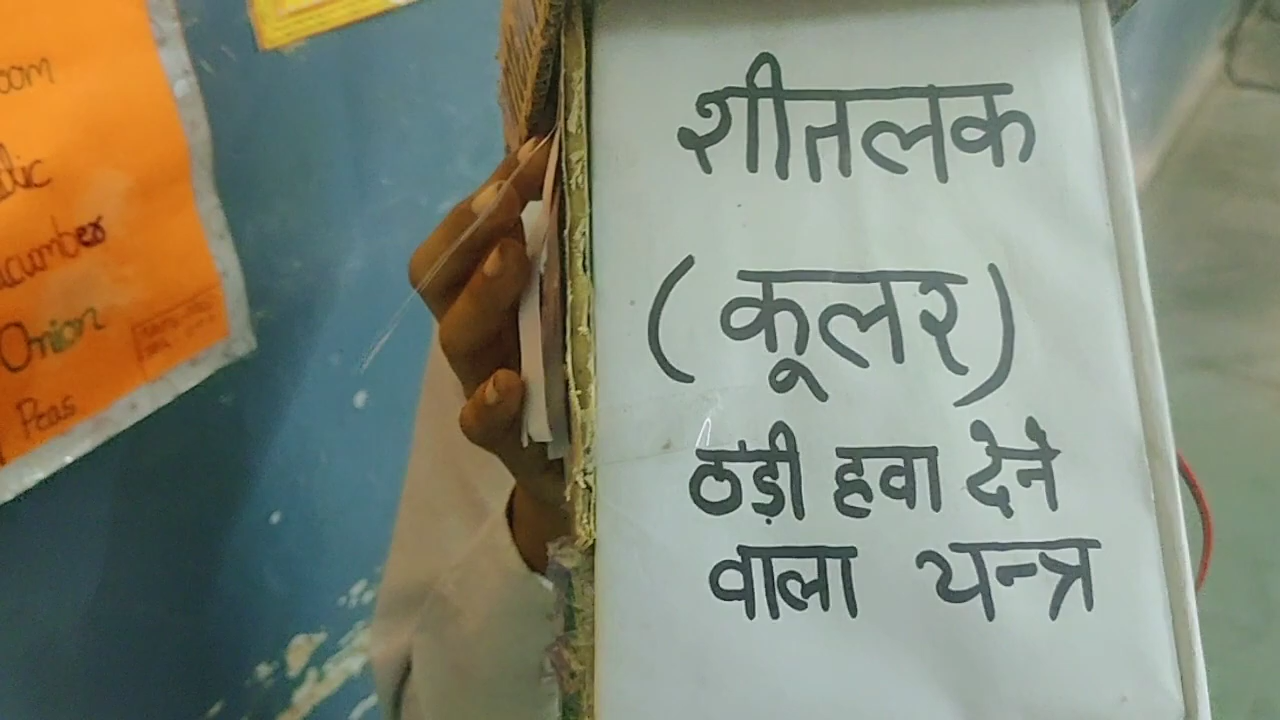 Onion
Peas
शीतलक
(कूलर)
ठंड़ी हवा देने
वाला यन्त्र